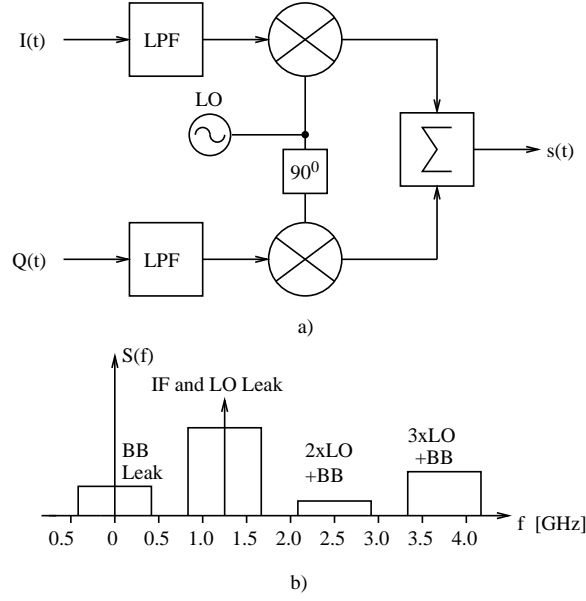 I(t)
LPF
LO
90⁰
∑
s(t)
Q(t)
LPF
a)
S(f)
IF and LO Leak
BB
Leak
2xLO
+BB
3xLO
+BB
0.5 0 0.5 1.0 1.5 2.0 2.5 3.0 3.5 4.0 f [GHz]
b)